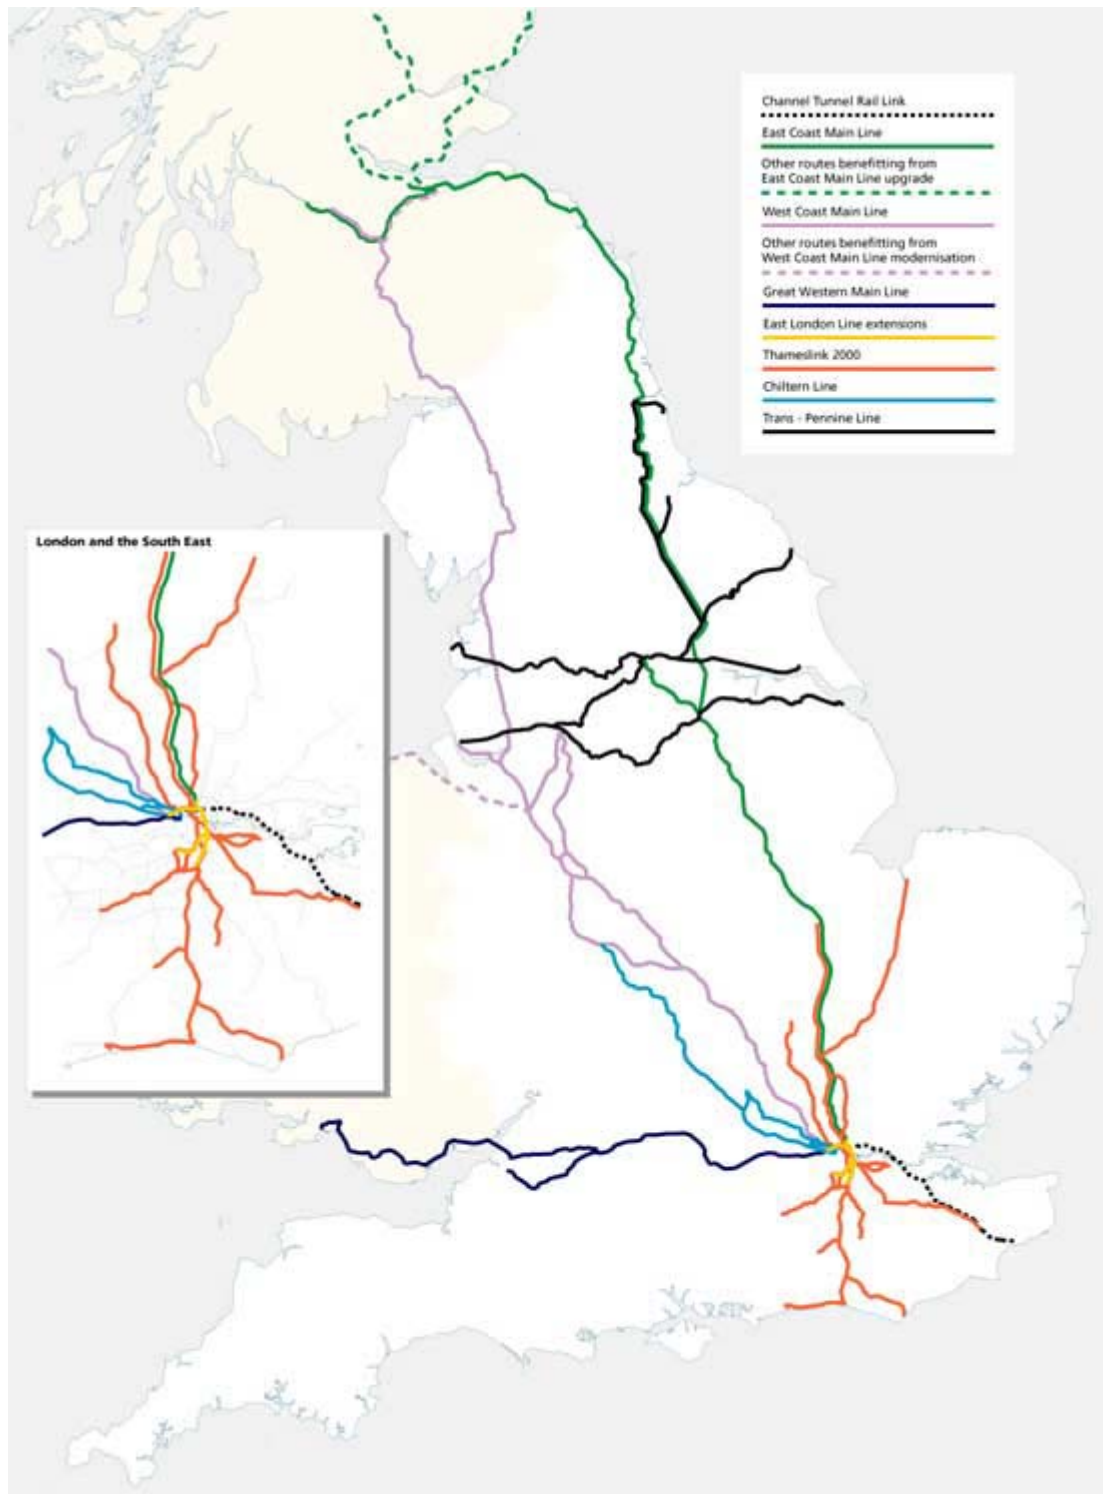 Channel Tunnel Rail Link
East Coast Main Line
Other routes benefitting from
East Coast Main Line upgrade
West Coast Main Line
Other routes benefitting from
West Coast Main Line modernisation
Great Western Main Line
East London Line extensions
Thameslink 2000
Chiltern Line
Trans - Pennine Line
London and the South East